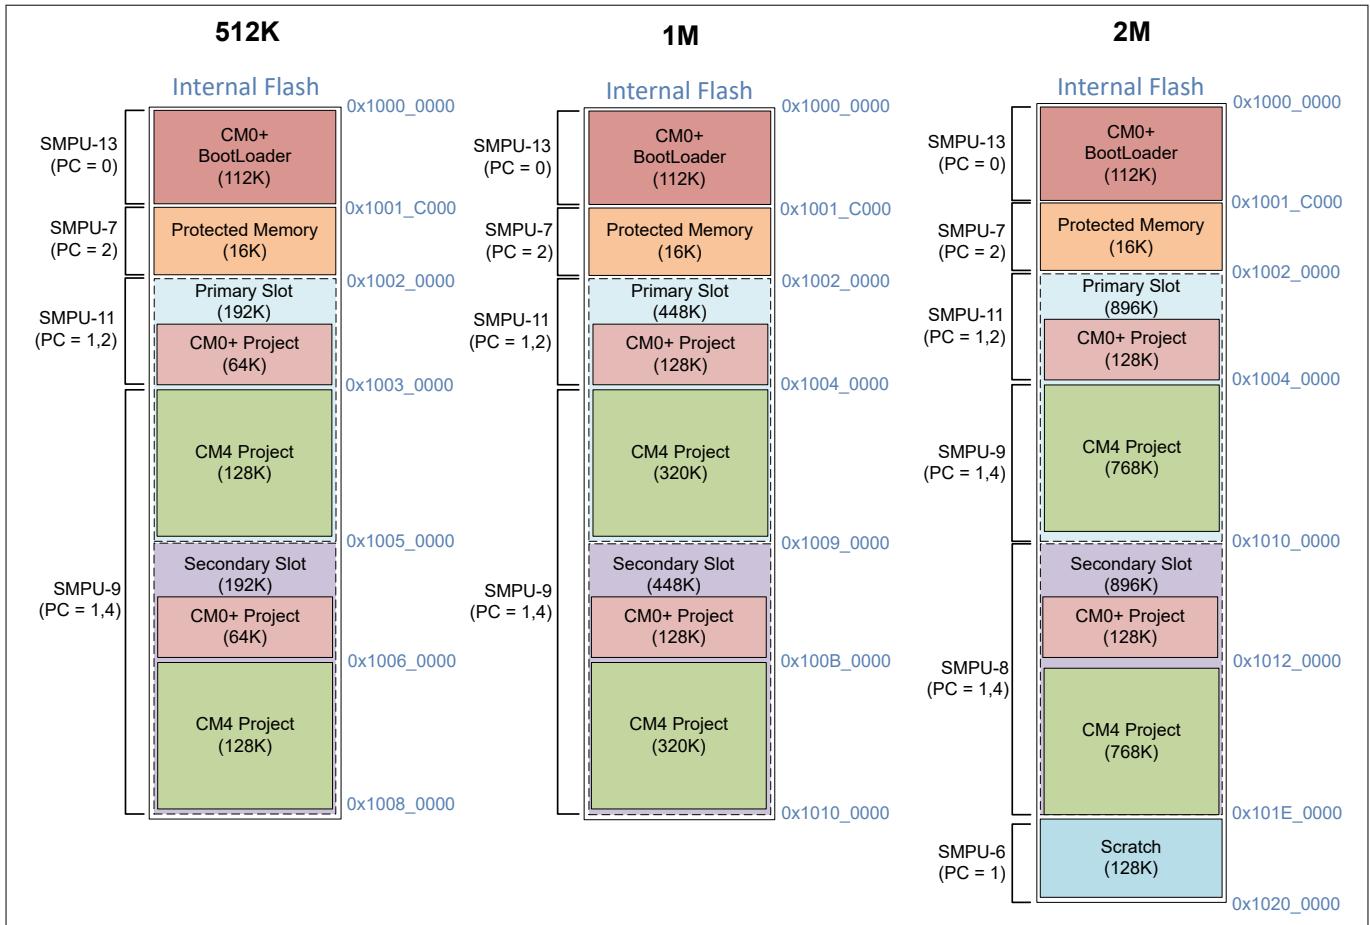 512K
Internal Flash
0x1000_0000
SMPU-13
(PC = 0)
CM0+
BootLoader
(112K)
0x1001_C000
SMPU-7
(PC = 2)
Protected Memory
(16K)
0x1002_0000
SMPU-11
(PC = 1,2)
Primary Slot
(192K)
CM0+ Project
(64K)
0x1003_0000
CM4 Project
(128K)
0x1005_0000
SMPU-9
(PC = 1,4)
Secondary Slot
(192K)
CM0+ Project
(64K)
0x1006_0000
CM4 Project
(128K)
0x1008_0000
1M
Internal Flash
0x1000_0000
SMPU-13
(PC = 0)
CM0+
BootLoader
(112K)
0x1001_C000
SMPU-7
(PC = 2)
Protected Memory
(16K)
0x1002_0000
SMPU-11
(PC = 1,2)
Primary Slot
(448K)
CM0+ Project
(128K)
0x1004_0000
CM4 Project
(320K)
0x1009_0000
SMPU-9
(PC = 1,4)
Secondary Slot
(448K)
CM0+ Project
(128K)
0x100B_0000
CM4 Project
(320K)
0x1010_0000
2M
Internal Flash
0x1000_0000
SMPU-13
(PC = 0)
CM0+
BootLoader
(112K)
0x1001_C000
SMPU-7
(PC = 2)
Protected Memory
(16K)
0x1002_0000
SMPU-11
(PC = 1,2)
Primary Slot
(896K)
CM0+ Project
(128K)
0x1004_0000
SMPU-9
(PC = 1,4)
CM4 Project
(768K)
0x1010_0000
Secondary Slot
(896K)
CM0+ Project
(128K)
0x1012_0000
SMPU-8
(PC = 1,4)
CM4 Project
(768K)
0x101E_0000
SMPU-6
(PC = 1)
Scratch
(128K)
0x1020_0000